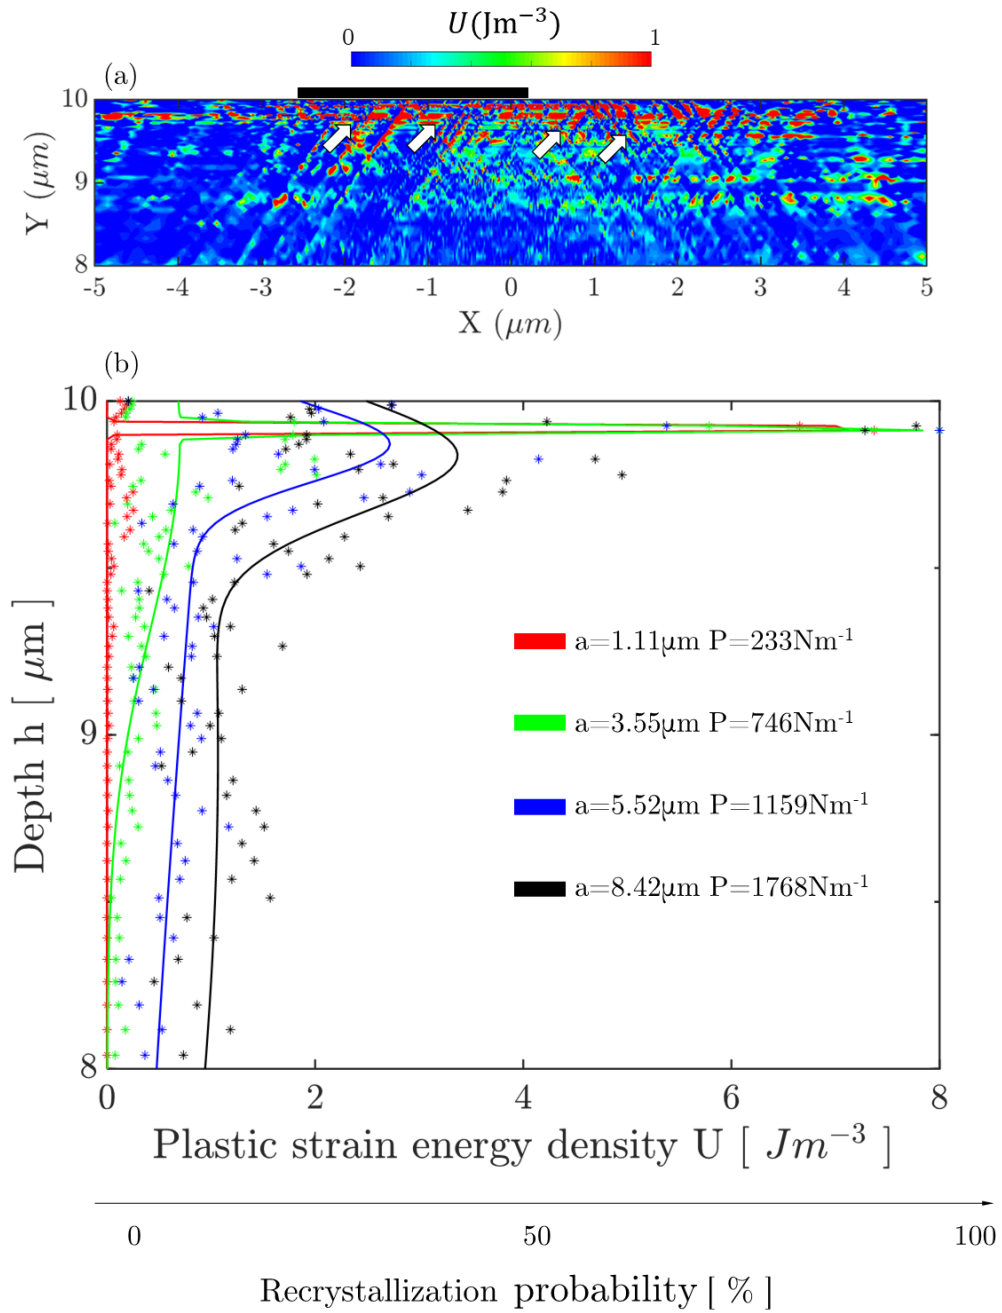 U(Jm⁻³)
0 1
(a)
10
9
8
Y (μm)
-5 -4 -3 -2 -1 0 1 2 3 4 5
X (μm)
(b)
10
9
8
Depth h [ μm ]
a=1.11μm P=233Nm⁻¹
a=3.55μm P=746Nm⁻¹
a=5.52μm P=1159Nm⁻¹
a=8.42μm P=1768Nm⁻¹
0 2 4 6 8
Plastic strain energy density U [ Jm⁻³ ]
0 50 100
Recrystallization probability [ % ]